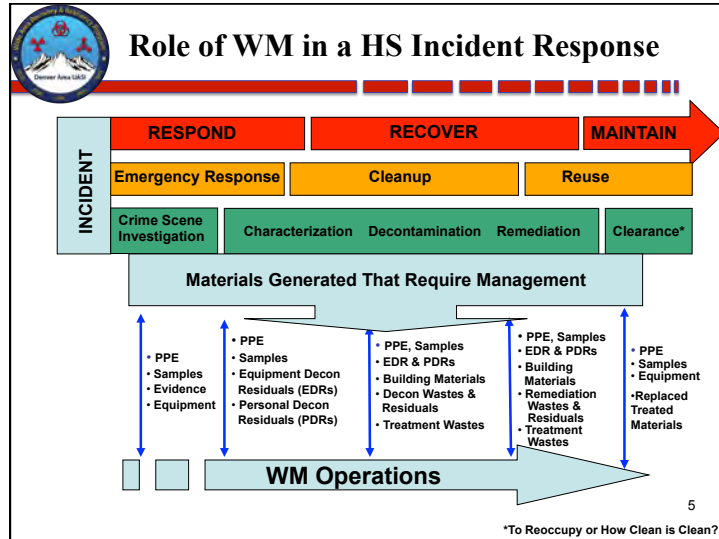 Denver Area UASI
Role of WM in a HS Incident Response
INCIDENT
RESPOND
RECOVER
MAINTAIN
Emergency Response
Cleanup
Reuse
Crime Scene
Investigation
Characterization Decontamination Remediation
Clearance*
Materials Generated That Require Management
• PPE
• Samples
• Evidence
• Equipment
• PPE
• Samples
• Equipment Decon
Residuals (EDRs)
• Personal Decon
Residuals (PDRs)
• PPE, Samples
• EDR & PDRs
• Building Materials
• Decon Wastes &
Residuals
• Treatment Wastes
• PPE, Samples
• EDR & PDRs
• Building
Materials
• Remediation
Wastes &
Residuals
• Treatment
Wastes
• PPE
• Samples
• Equipment
•Replaced
Treated
Materials
WM Operations
5
*To Reoccupy or How Clean is Clean?